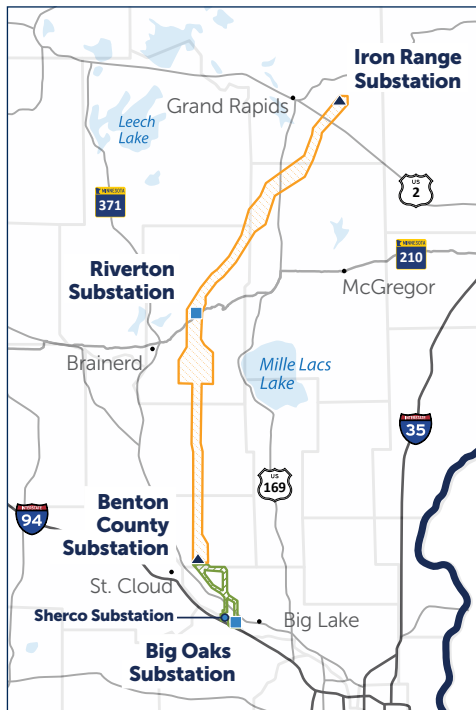 Iron Range
Substation
Grand Rapids
Leech
Lake
US
2
MINNESOTA
371
MINNESOTA
210
Riverton
Substation
McGregor
Brainerd
Mille Lacs
Lake
INTERSTATE
35
US
169
INTERSTATE
94
Benton
County
Substation
St. Cloud
Sherco Substation
Big Lake
Big Oaks
Substation